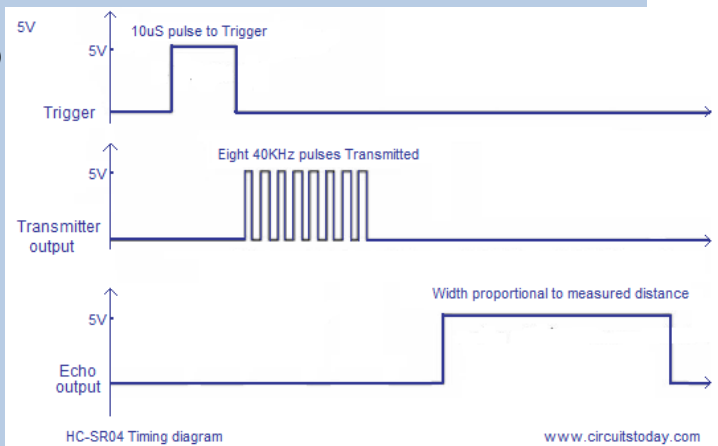 5V
10uS pulse to Trigger
5V
Trigger
Eight 40KHz pulses Transmitted
5V
Transmitter
output
Width proportional to measured distance
5V
Echo
output
HC-SR04 Timing diagram
www.circuitstoday.com